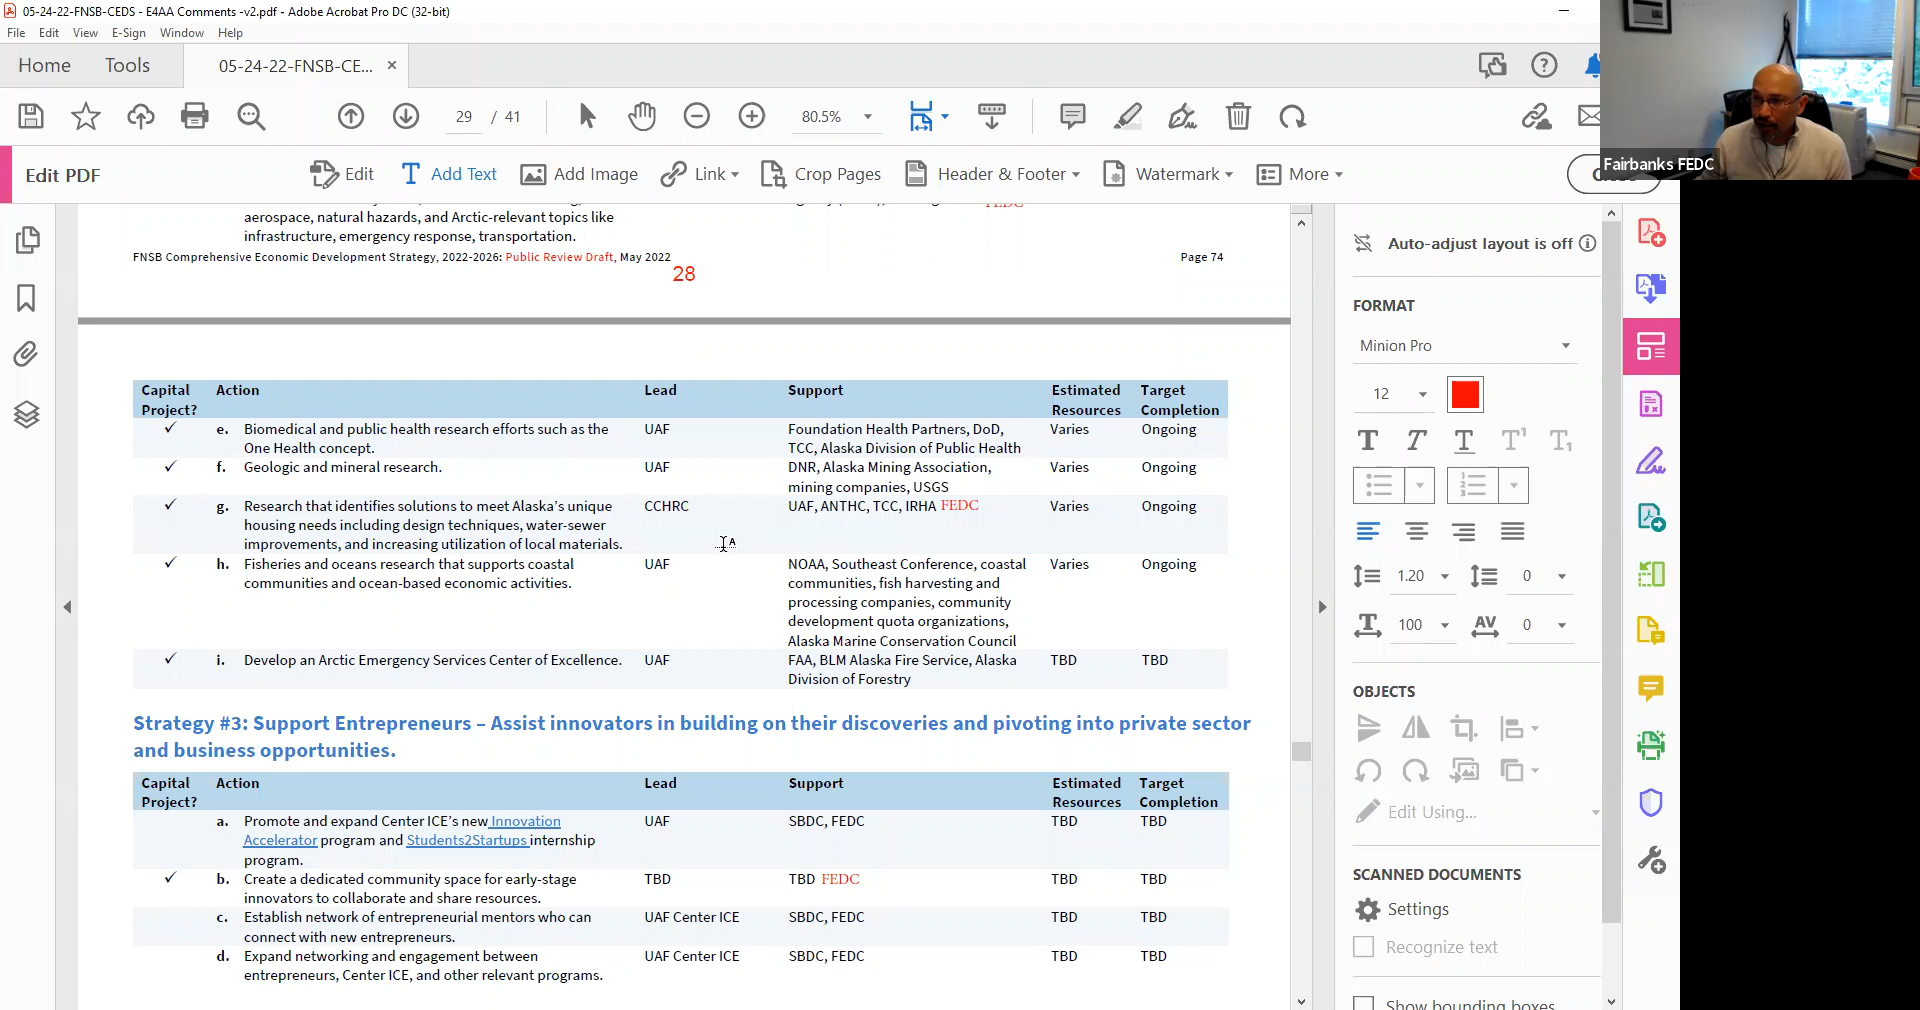 05-24-22-FNSB-CEDS - E4AA Comments -v2.pdf - Adobe Acrobat Pro DC (32-bit)
File Edit View E-Sign Window Help
Home Tools 05-24-22-FNSB-CE... ×
29 / 41 80.5%
Fairbanks FEDC
Edit PDF Edit Add Text Add Image Link Crop Pages Header & Footer Watermark More
FEDC
aerospace, natural hazards, and Arctic-relevant topics like
infrastructure, emergency response, transportation.
FNSB Comprehensive Economic Development Strategy, 2022-2026: Public Review Draft, May 2022 Page 74
28
Capital Project? Action Lead Support Estimated Resources Target Completion
✓ e. Biomedical and public health research efforts such as the UAF Foundation Health Partners, DoD, Varies Ongoing
One Health concept. TCC, Alaska Division of Public Health
✓ f. Geologic and mineral research. UAF DNR, Alaska Mining Association, Varies Ongoing
mining companies, USGS
✓ g. Research that identifies solutions to meet Alaska's unique CCHRC UAF, ANTHC, TCC, IRHA FEDC Varies Ongoing
housing needs including design techniques, water-sewer
improvements, and increasing utilization of local materials.
✓ h. Fisheries and oceans research that supports coastal UAF NOAA, Southeast Conference, coastal Varies Ongoing
communities and ocean-based economic activities. communities, fish harvesting and
processing companies, community
development quota organizations,
Alaska Marine Conservation Council
✓ i. Develop an Arctic Emergency Services Center of Excellence. UAF FAA, BLM Alaska Fire Service, Alaska TBD TBD
Division of Forestry
Strategy #3: Support Entrepreneurs – Assist innovators in building on their discoveries and pivoting into private sector
and business opportunities.
Capital Project? Action Lead Support Estimated Resources Target Completion
a. Promote and expand Center ICE's new Innovation UAF SBDC, FEDC TBD TBD
Accelerator program and Students2Startups internship
program.
✓ b. Create a dedicated community space for early-stage TBD TBD FEDC TBD TBD
innovators to collaborate and share resources.
c. Establish network of entrepreneurial mentors who can UAF Center ICE SBDC, FEDC TBD TBD
connect with new entrepreneurs.
d. Expand networking and engagement between UAF Center ICE SBDC, FEDC TBD TBD
entrepreneurs, Center ICE, and other relevant programs.
Auto-adjust layout is off
FORMAT
Minion Pro
12
T T T T¹ T₁
1.20 0
100 AV 0
OBJECTS
Edit Using...
SCANNED DOCUMENTS
Settings
Recognize text
Show bounding boxes